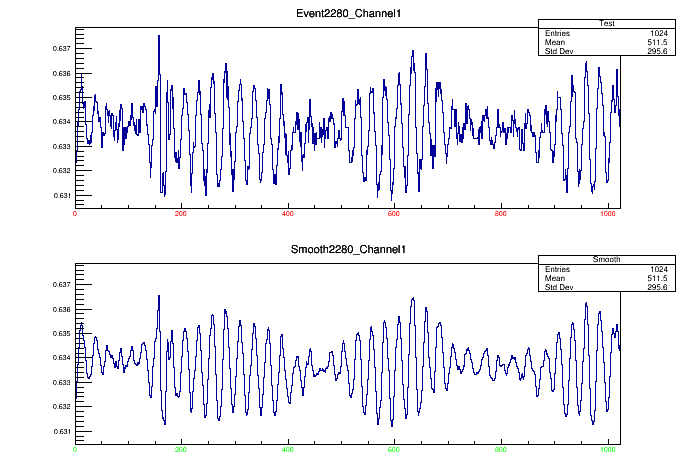 Event2280_Channel1
Test
Entries 1024
Mean 511.5
Std Dev 295.6
0.637
0.636
0.635
0.634
0.633
0.632
0.631
0 200 400 600 800 1000
Smooth2280_Channel1
Smooth
Entries 1024
Mean 511.5
Std Dev 295.6
0.637
0.636
0.635
0.634
0.633
0.632
0.631
0 200 400 600 800 1000